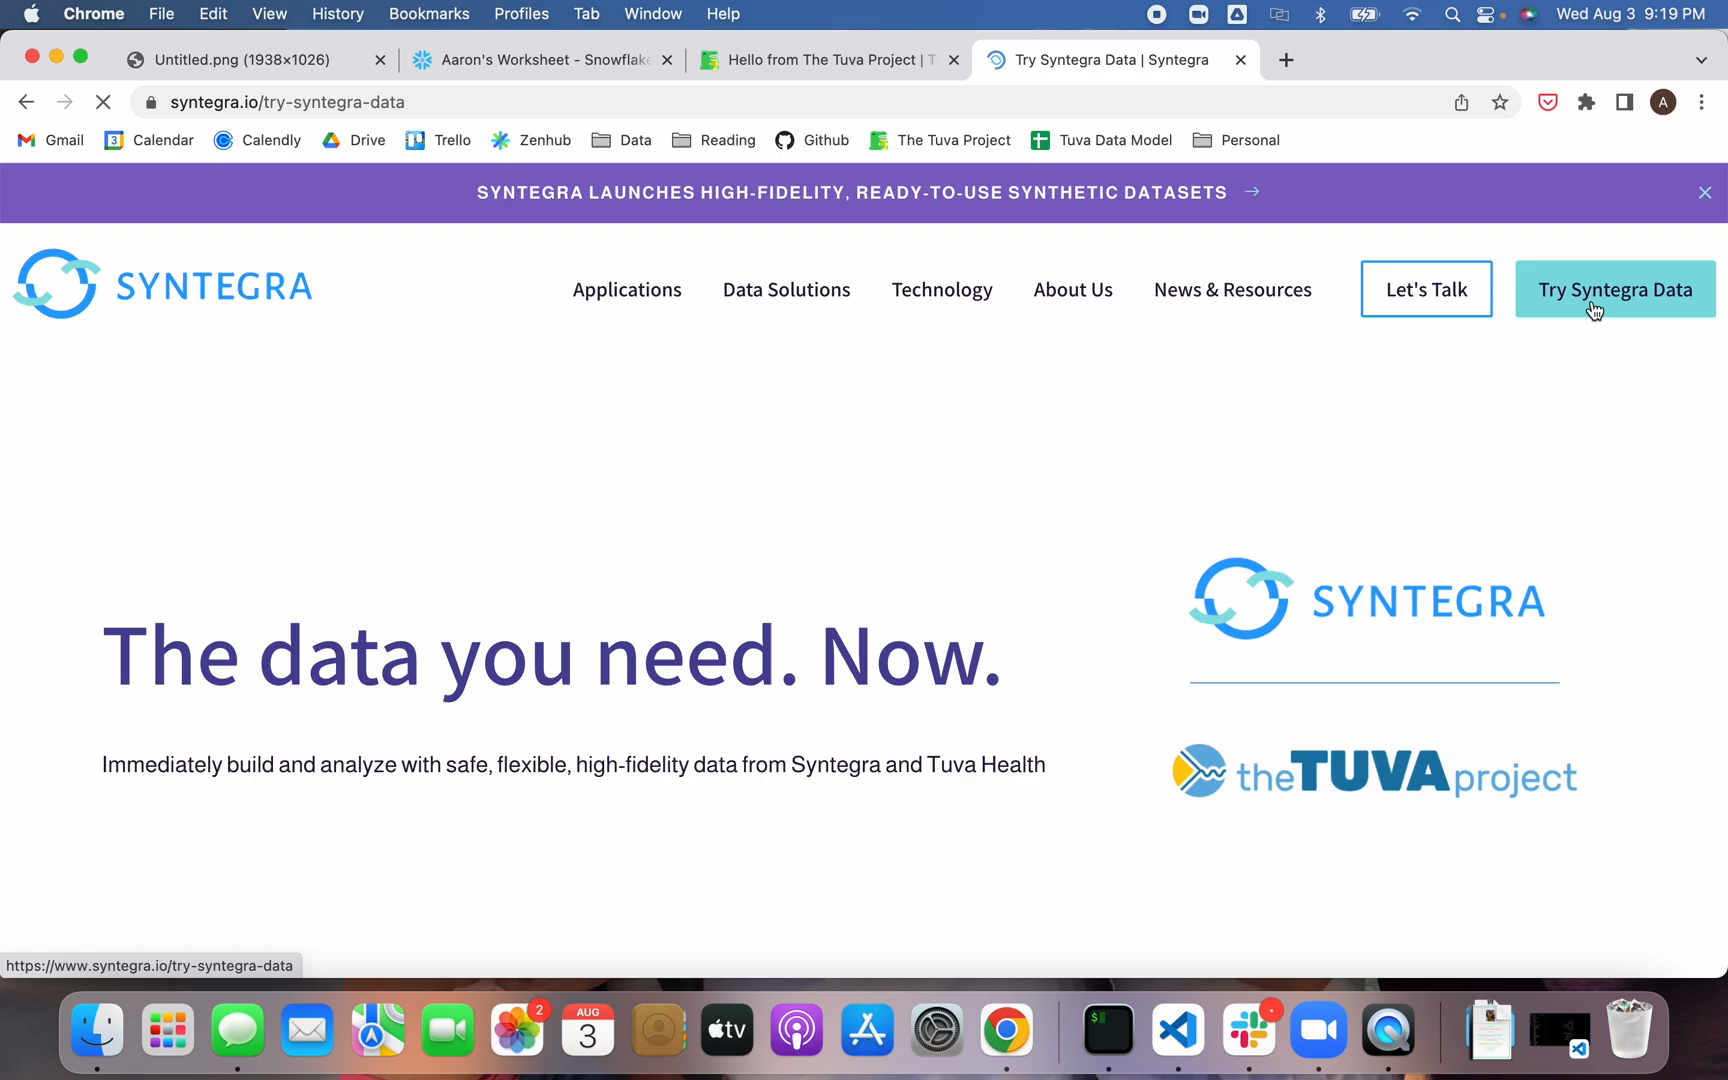 Chrome File Edit View History Bookmarks Profiles Tab Window Help Wed Aug 3 9:19 PM
Untitled.png (1938×1026) Aaron's Worksheet - Snowflake Hello from The Tuva Project | T Try Syntegra Data | Syntegra
syntegra.io/try-syntegra-data A
Gmail 3 Calendar Calendly Drive Trello Zenhub Data Reading Github The Tuva Project Tuva Data Model Personal
SYNTEGRA LAUNCHES HIGH-FIDELITY, READY-TO-USE SYNTHETIC DATASETS →
SYNTEGRA Applications Data Solutions Technology About Us News & Resources Let's Talk Try Syntegra Data
SYNTEGRA
The data you need. Now.
Immediately build and analyze with safe, flexible, high-fidelity data from Syntegra and Tuva Health
theTUVAproject
https://www.syntegra.io/try-syntegra-data
2 AUG 3 tv $